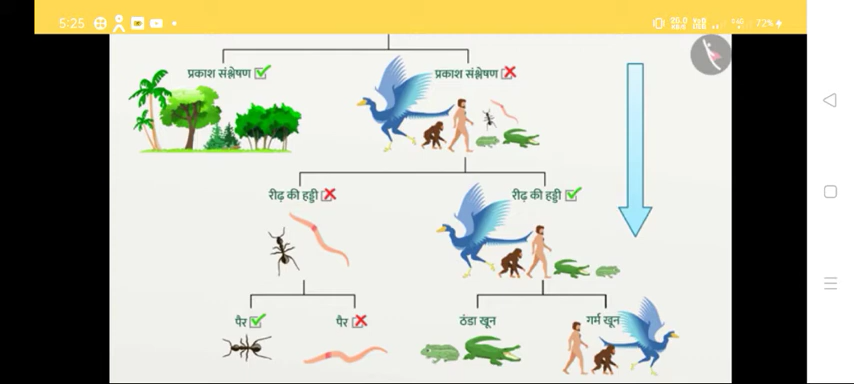 5:25
72%
प्रकाश संश्लेषण
प्रकाश संश्लेषण
रीढ़ की हड्डी
रीढ़ की हड्डी
पैर
पैर
ठंडा खून
गर्म खून